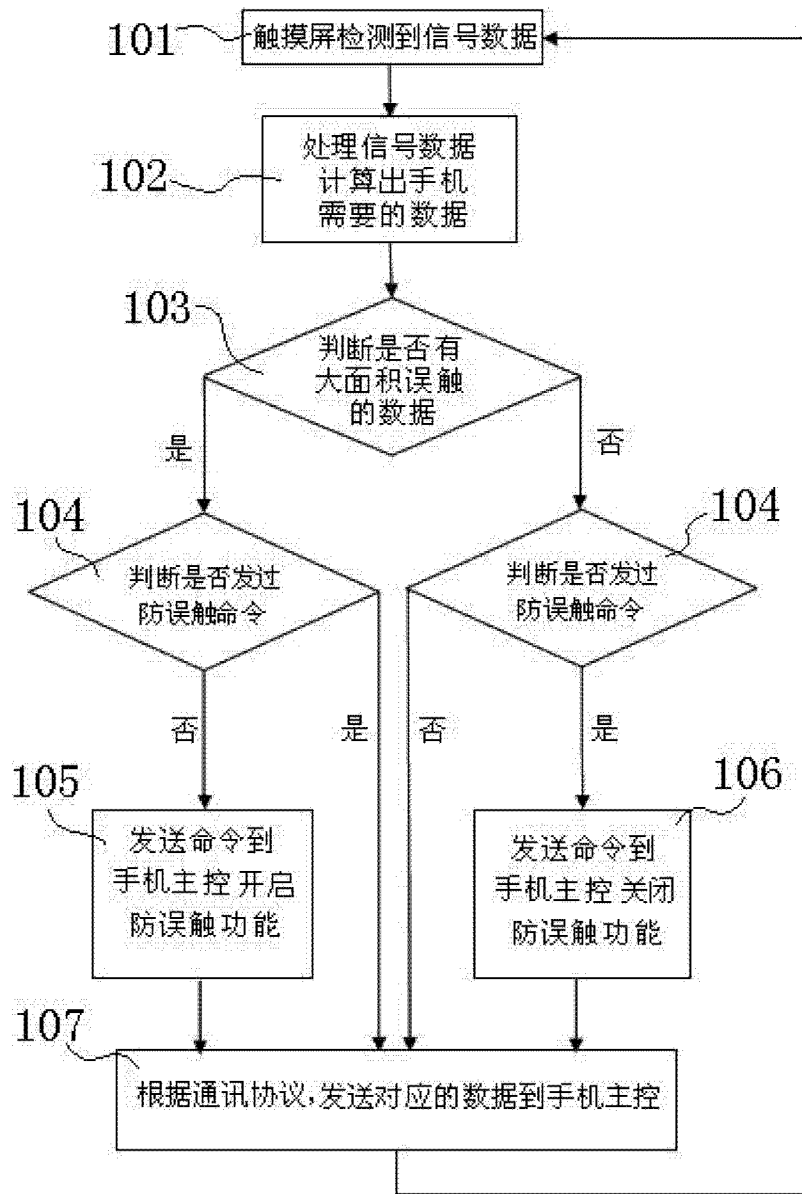 101
触摸屏检测到信号数据
102
处理信号数据
计算出手机
需要的数据
103
判断是否有
大面积误触
的数据
是
否
104
判断是否发过
防误触命令
104
判断是否发过
防误触命令
否
是
否
是
105
发送命令到
手机主控开启
防误触功能
106
发送命令到
手机主控关闭
防误触功能
107
根据通讯协议,发送对应的数据到手机主控